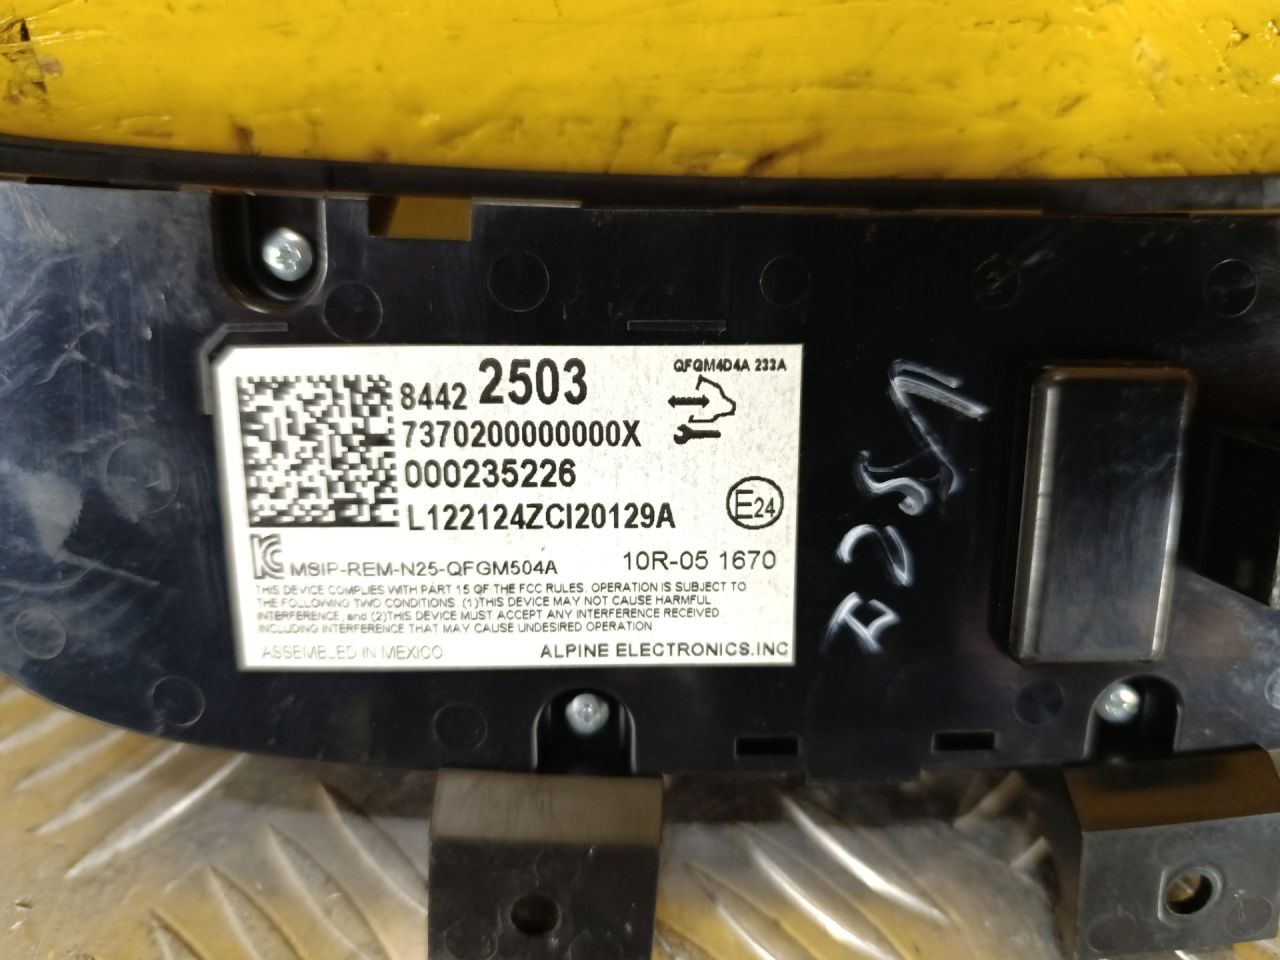 8442 2503
QFGM4D4A 233A
7370200000000X
000235226
L122124ZCI20129A
E24
MSIP-REM-N25-QFGM504A
10R-05 1670
THIS DEVICE COMPLIES WITH PART 15 OF THE FCC RULES. OPERATION IS SUBJECT TO
THE FOLLOWING TWO CONDITIONS. (1)THIS DEVICE MAY NOT CAUSE HARMFUL
INTERFERENCE, and (2)THIS DEVICE MUST ACCEPT ANY INTERFERENCE RECEIVED.
INCLUDING INTERFERENCE THAT MAY CAUSE UNDESIRED OPERATION.
ASSEMBLED IN MEXICO
ALPINE ELECTRONICS.INC